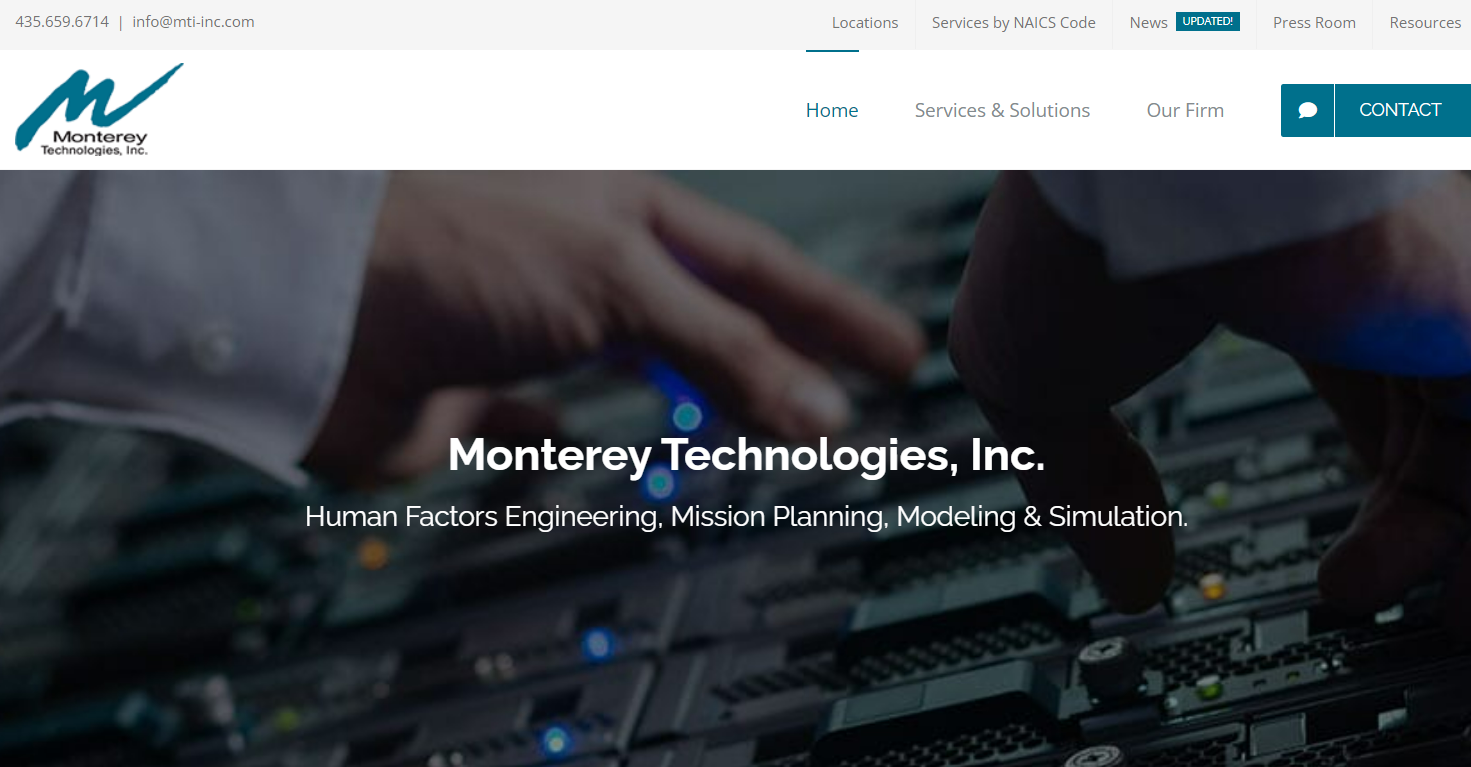 435.659.6714 | info@mti-inc.com
Locations
Services by NAICS Code
News UPDATED!
Press Room
Resources
Monterey
Technologies, Inc.
Home
Services & Solutions
Our Firm
CONTACT
Monterey Technologies, Inc.
Human Factors Engineering, Mission Planning, Modeling & Simulation.